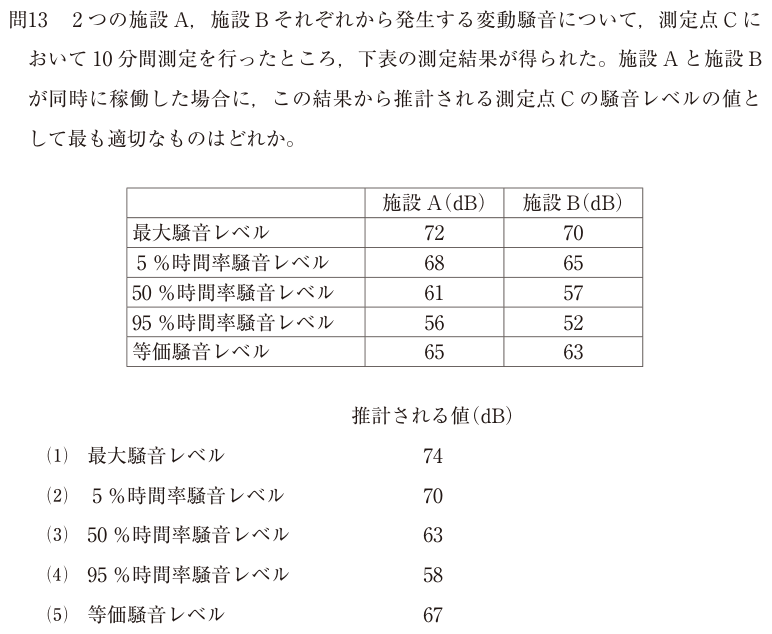 問13　２つの施設 A，施設 B それぞれから発生する変動騒音について，測定点 C に
おいて 10 分間測定を行ったところ，下表の測定結果が得られた。施設 A と施設 B
が同時に稼働した場合に，この結果から推計される測定点 C の騒音レベルの値と
して最も適切なものはどれか。
施設 A（dB） 施設 B（dB）
最大騒音レベル 72 70
5 %時間率騒音レベル 68 65
50 %時間率騒音レベル 61 57
95 %時間率騒音レベル 56 52
等価騒音レベル 65 63
推計される値（dB）
⑴　最大騒音レベル 74
⑵　5 %時間率騒音レベル 70
⑶　50 %時間率騒音レベル 63
⑷　95 %時間率騒音レベル 58
⑸　等価騒音レベル 67